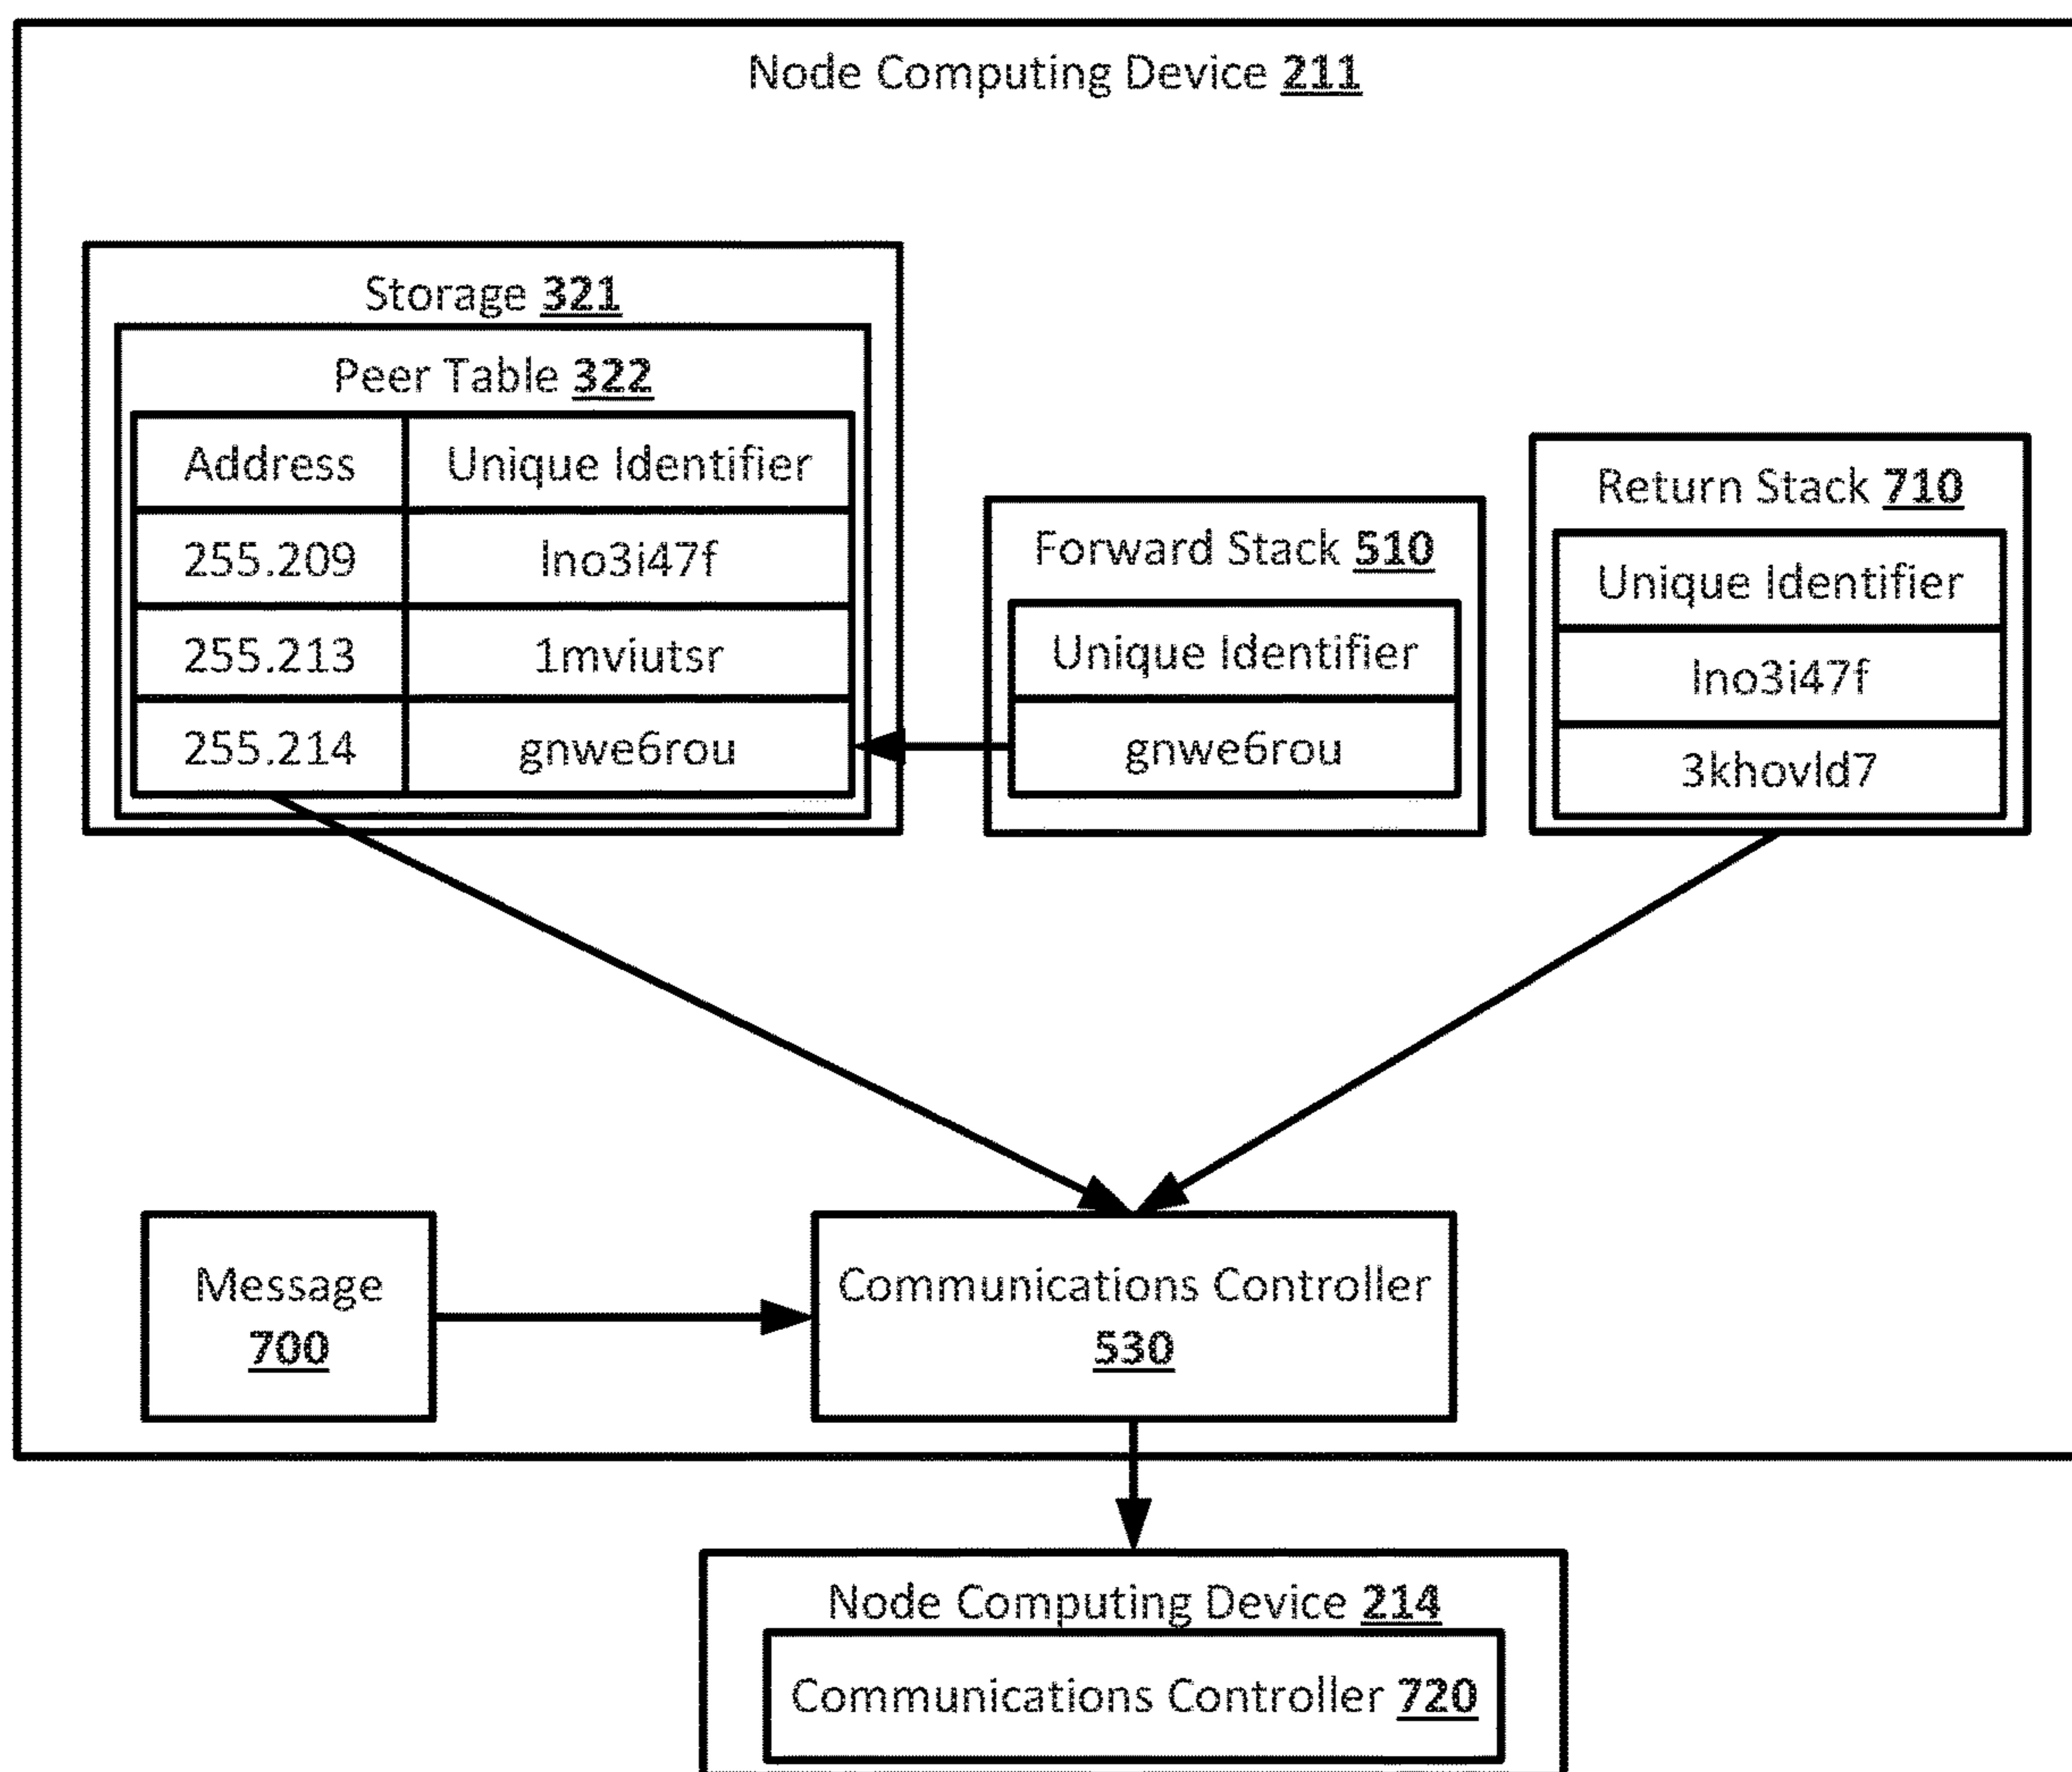 Node Computing Device 211
Storage 321
Peer Table 322
Address Unique Identifier
255.209 lno3i47f
255.213 1mviutsr
255.214 gnwe6rou
Forward Stack 510
Unique Identifier
gnwe6rou
Return Stack 710
Unique Identifier
lno3i47f
3khovld7
Message
700
Communications Controller
530
Node Computing Device 214
Communications Controller 720